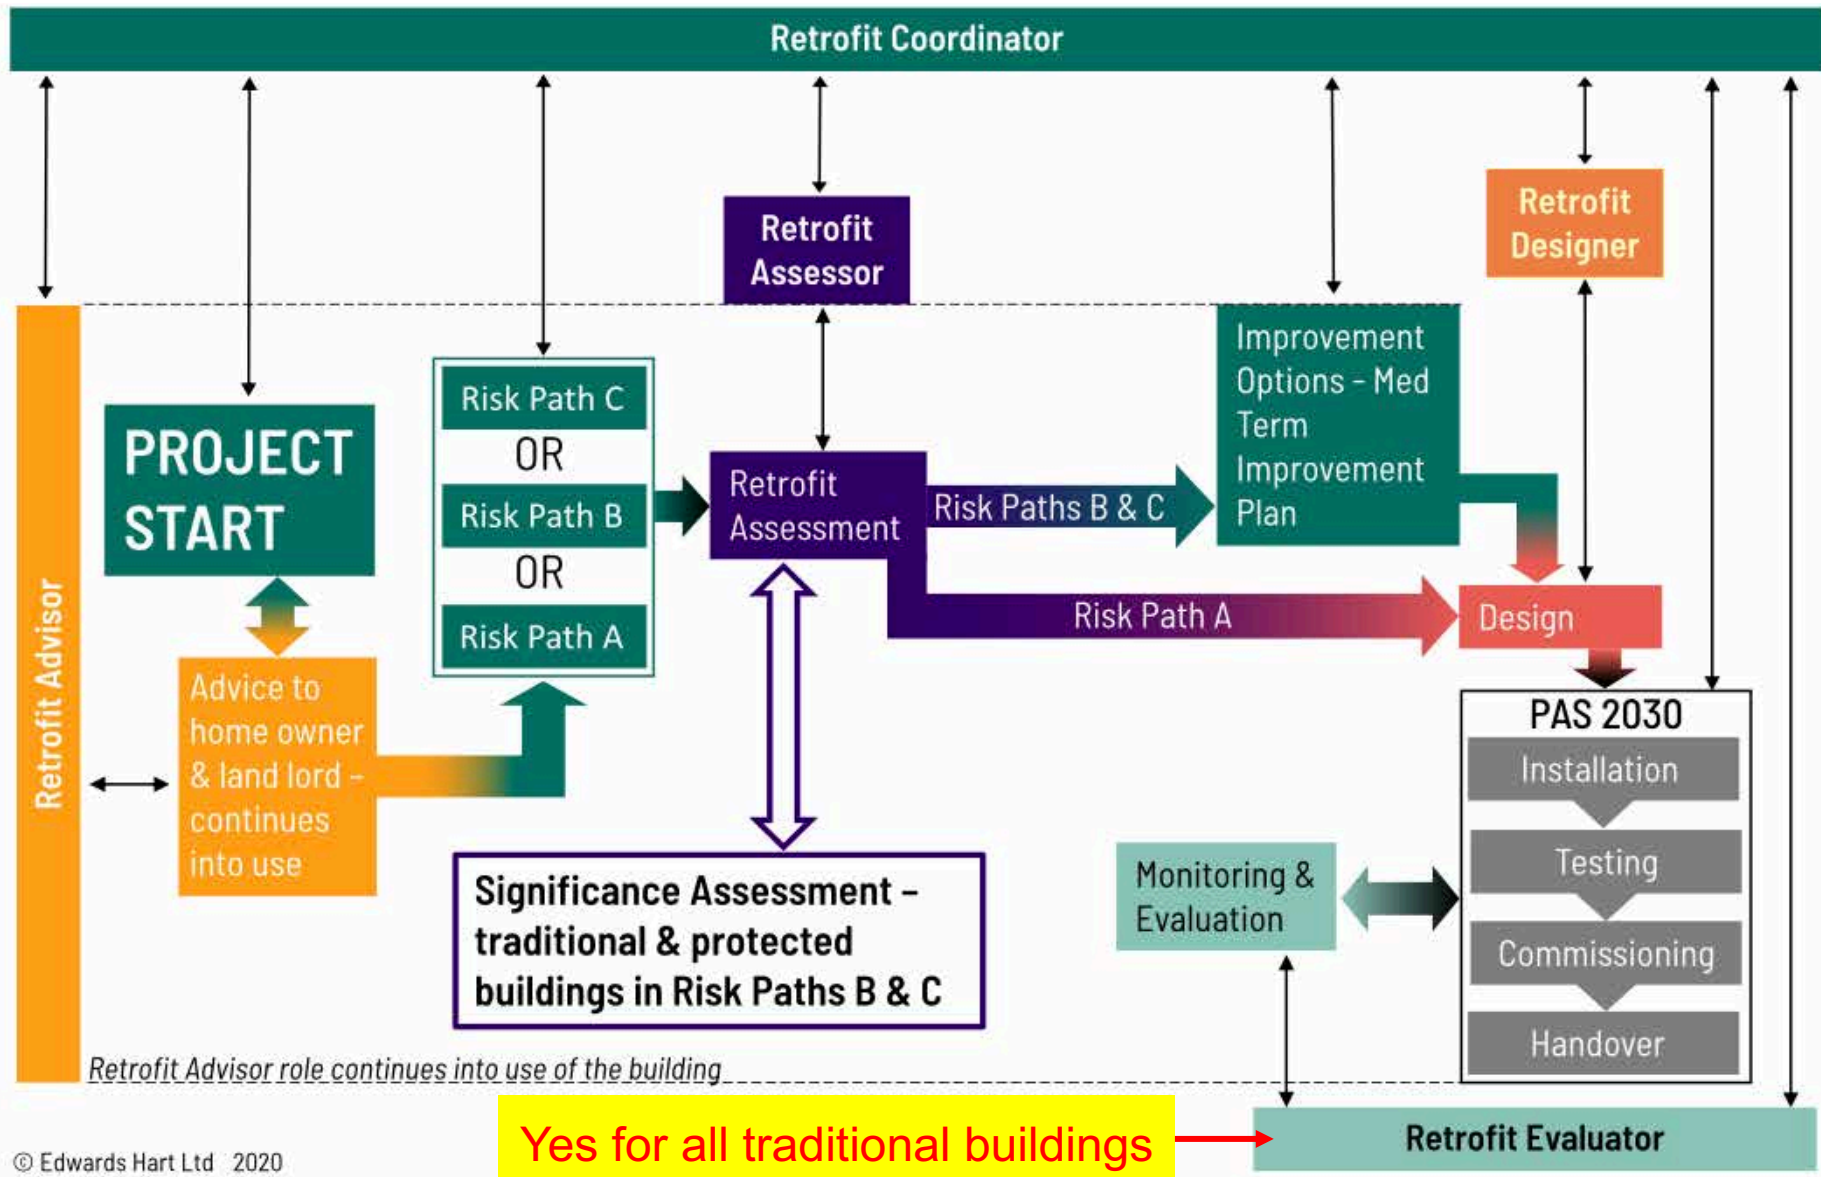 Retrofit Coordinator
Retrofit
Assessor
Retrofit
Designer
Retrofit Advisor
PROJECT
START
Advice to
home owner
& land lord –
continues
into use
Risk Path C
OR
Risk Path B
OR
Risk Path A
Retrofit
Assessment
Risk Paths B & C
Risk Path A
Improvement
Options – Med
Term
Improvement
Plan
Design
Significance Assessment –
traditional & protected
buildings in Risk Paths B & C
PAS 2030
Installation
Testing
Commissioning
Handover
Monitoring &
Evaluation
Retrofit Advisor role continues into use of the building
Yes for all traditional buildings
Retrofit Evaluator
© Edwards Hart Ltd 2020